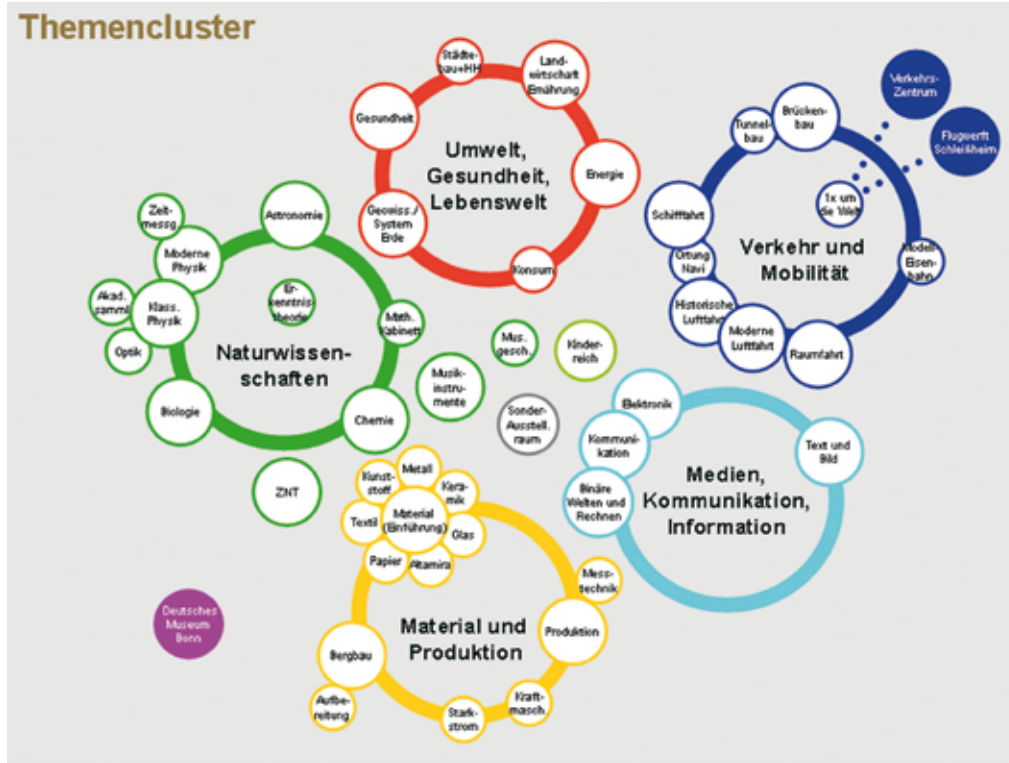 Themencluster
Städte-
bau+HH
Land-
wirtschaft
Ernährung
Gesundheit
Umwelt,
Gesundheit,
Lebenswelt
Energie
Geowiss./
System
Erde
Konsum
Verkehrs-
Zentrum
Flugwerft
Schleißheim
Brücken-
bau
Tunnel-
bau
1x um
die Welt
Schifffahrt
Verkehr und
Mobilität
Ortung
Navi
Modell-
Eisen-
bahn
Historische
Luftfahrt
Moderne
Luftfahrt
Raumfahrt
Zeit-
messg.
Astronomie
Moderne
Physik
Akad.
samml
Klass.
Physik
Er-
kenntnis-
theorie
Math.
Kabinett
Optik
Naturwissen-
schaften
Biologie
Chemie
ZNT
Musik-
instru-
mente
Mus.
gesch.
Kinder-
reich
Sonder-
Ausstell.
raum
Elektronik
Kommuni-
kation
Text und
Bild
Binäre
Welten und
Rechnen
Medien,
Kommunikation,
Information
Metall
Kunst-
stoff
Kera-
mik
Material
(Einführung)
Textil
Glas
Papier
Altamira
Mess-
technik
Material und
Produktion
Produktion
Bergbau
Aufbe-
reitung
Stark-
strom
Kraft-
masch.
Deutsches
Museum
Bonn